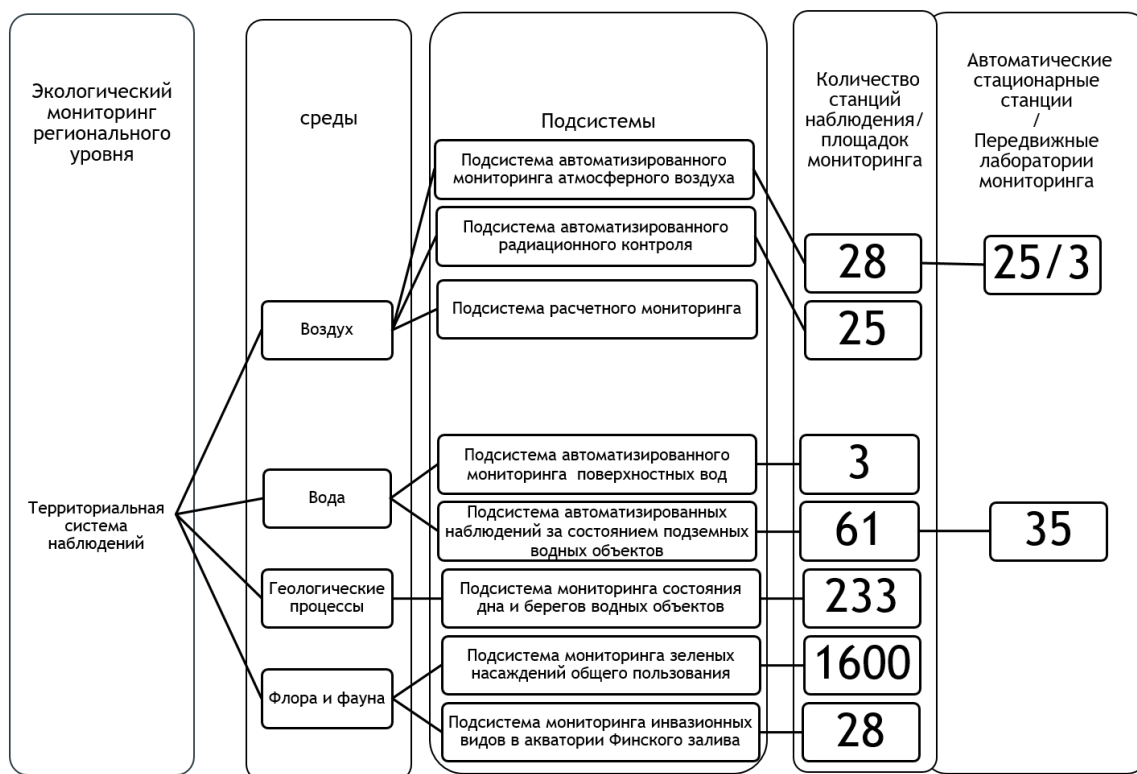 Экологический
мониторинг
регионального
уровня
среды
Подсистемы
Количество
станций
наблюдения/
площадок
мониторинга
Автоматические
стационарные
станции
/
Передвижные
лаборатории
мониторинга
Территориальная
система
наблюдений
Воздух
Подсистема автоматизированного
мониторинга атмосферного воздуха
28
25/3
Подсистема автоматизированного
радиационного контроля
25
Подсистема расчетного мониторинга
Вода
Подсистема автоматизированного
мониторинга поверхностных вод
3
Подсистема автоматизированных
наблюдений за состоянием подземных
водных объектов
61
35
Геологические
процессы
Подсистема мониторинга состояния
дна и берегов водных объектов
233
Флора и фауна
Подсистема мониторинга зеленых
насаждений общего пользования
1600
Подсистема мониторинга инвазионных
видов в акватории Финского залива
28